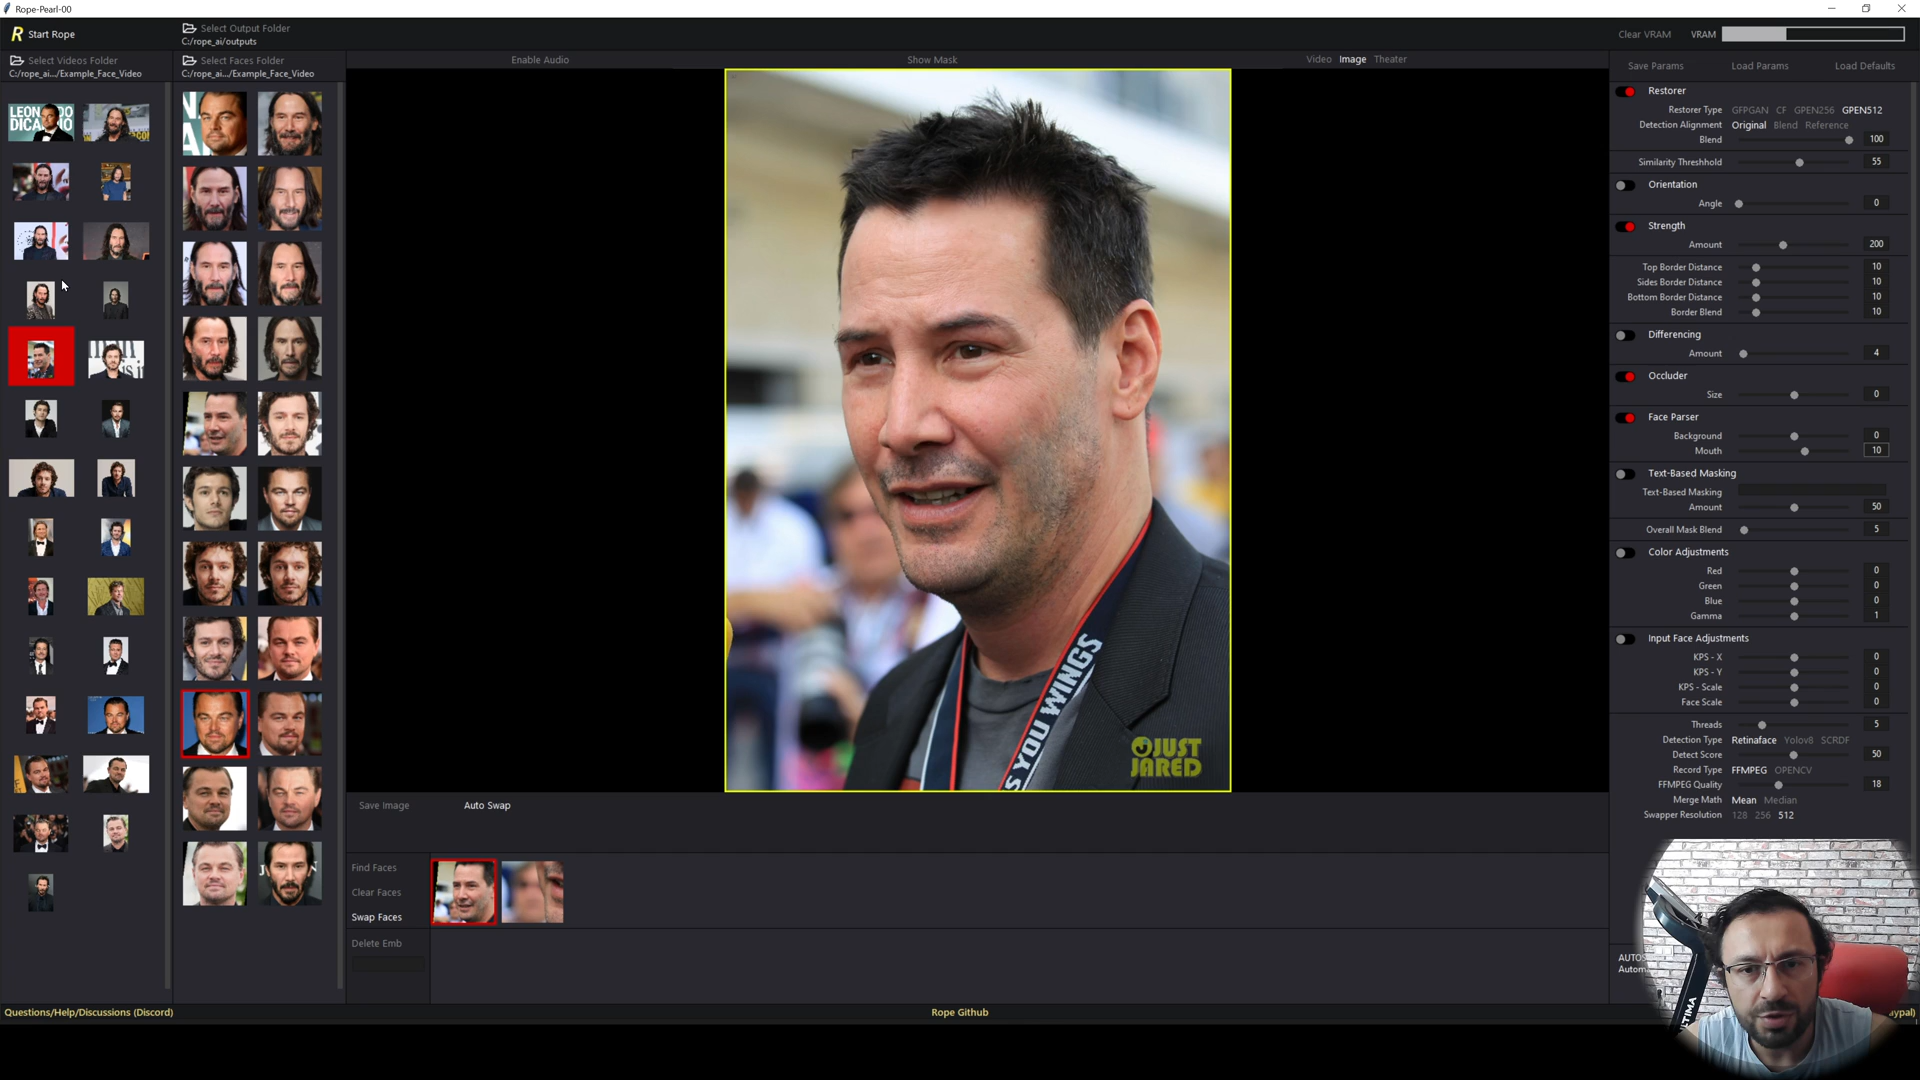 Rope-Pearl-00
R Start Rope
Select Output Folder
C:/rope_ai/outputs
Clear VRAM
VRAM
Select Videos Folder
C:/rope_ai.../Example_Face_Video
Select Faces Folder
C:/rope_ai.../Example_Face_Video
Enable Audio
Show Mask
Video Image Theater
Save Params
Load Params
Load Defaults
LEONARDO
DICAPRIO
Restorer
Restorer Type GFPGAN CF GPEN256 GPEN512
Detection Alignment Original Blend Reference
Blend 100
Similarity Threshhold 55
Orientation
Angle 0
Strength
Amount 200
Top Border Distance 10
Sides Border Distance 10
Bottom Border Distance 10
Border Blend 10
Differencing
Amount 4
Occluder
Size 0
Face Parser
Background 0
Mouth 10
Text-Based Masking
Text-Based Masking
Amount 50
Overall Mask Blend 5
Color Adjustments
Red 0
Green 0
Blue 0
Gamma 1
Input Face Adjustments
KPS - X 0
KPS - Y 0
KPS - Scale 0
Face Scale 0
Threads 5
Detection Type Retinaface Yolov8 SCRDF
Detect Score 50
Record Type FFMPEG OPENCV
FFMPEG Quality 18
Merge Math Mean Median
Swapper Resolution 128 256 512
S YOU WINGS
JUST
JARED
Save Image
Auto Swap
Find Faces
Clear Faces
Swap Faces
Delete Emb
AUTOS
Autom
ULTIMA
Questions/Help/Discussions (Discord)
Rope Github
aypal)